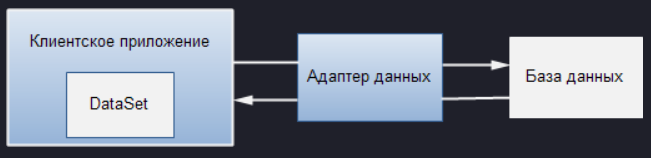 Клиентское приложение
DataSet
Адаптер данных
База данных